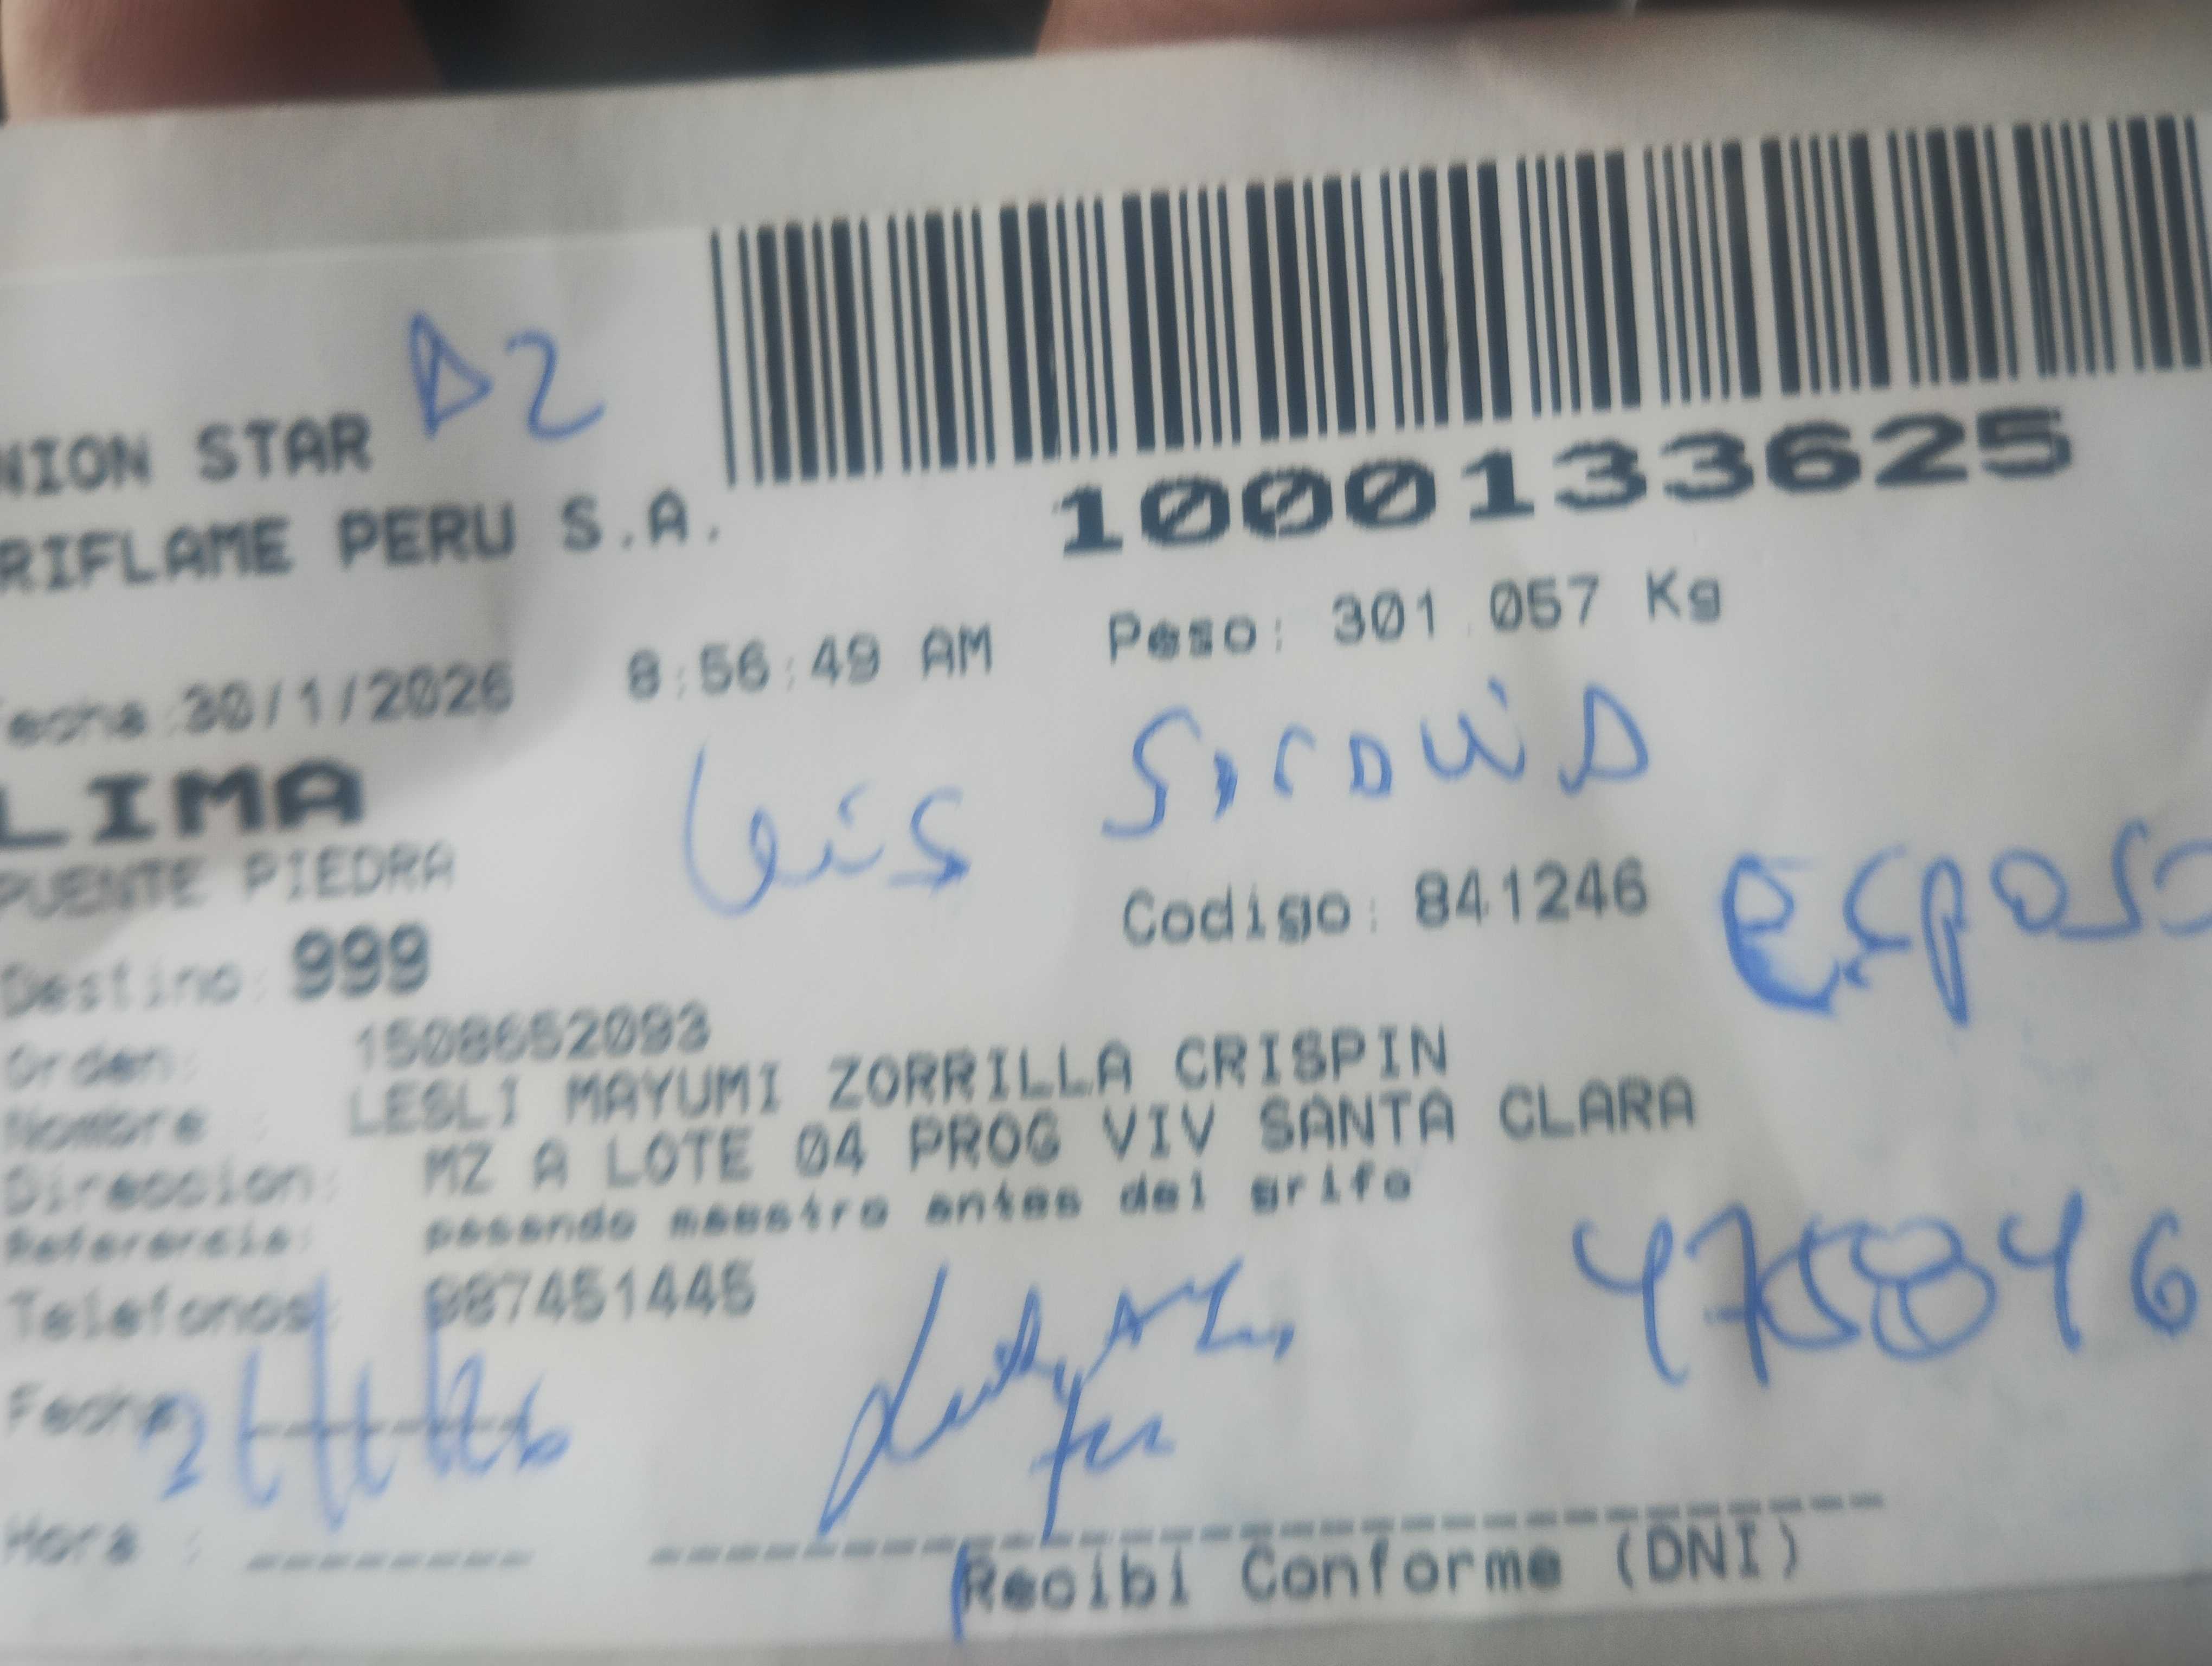 NION STAR
RIFLAME PERU S.A.
1000133625
echa:30/1/2026 8:56:49 AM Peso: 301.057 Kg
LIMA
PUENTE PIEDRA
Codigo: 841246 Esposo
Destino: 999
Orden: 1508652093
Nombre : LESLI MAYUMI ZORRILLA CRISPIN
Direccion: MZ A LOTE 04 PROG VIV SANTA CLARA
Referencia: pasando maestro antes del grifo
Telefonos: 987451445
Fecha
Hora :
Recibi Conforme (DNI)